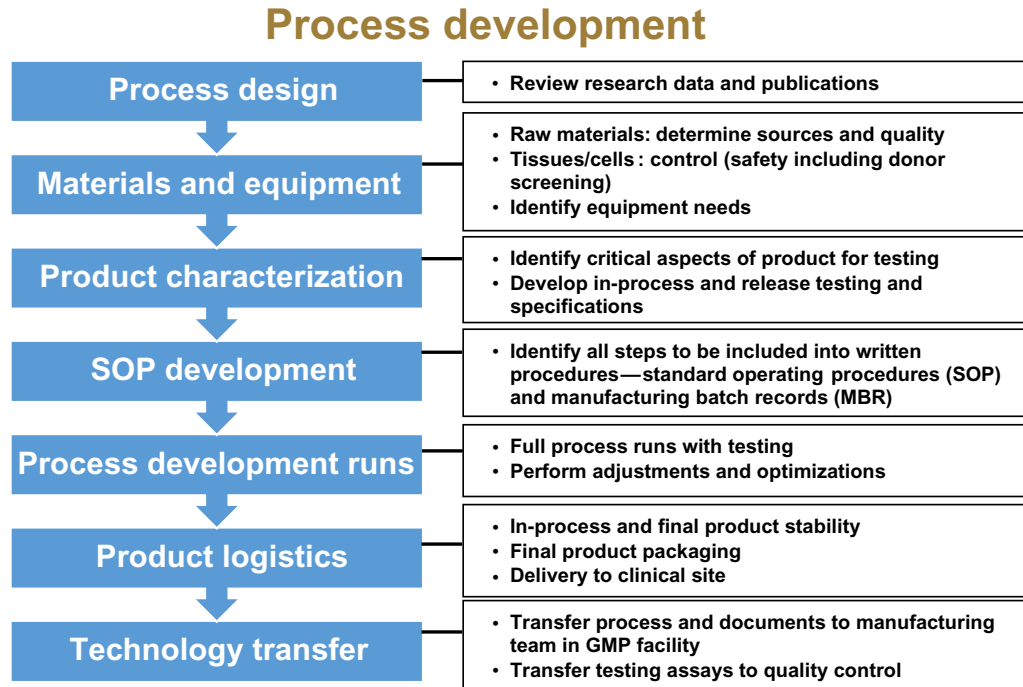 Process development
Process design
• Review research data and publications
Materials and equipment
• Raw materials: determine sources and quality
• Tissues/cells: control (safety including donor
screening)
• Identify equipment needs
Product characterization
• Identify critical aspects of product for testing
• Develop in-process and release testing and
specifications
SOP development
• Identify all steps to be included into written
procedures—standard operating procedures (SOP)
and manufacturing batch records (MBR)
Process development runs
• Full process runs with testing
• Perform adjustments and optimizations
Product logistics
• In-process and final product stability
• Final product packaging
• Delivery to clinical site
Technology transfer
• Transfer process and documents to manufacturing
team in GMP facility
• Transfer testing assays to quality control